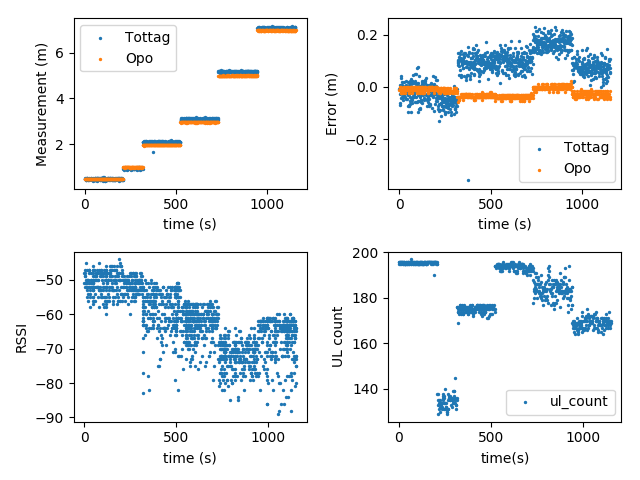 Measurement (m)
6
4
2
Tottag
Opo
0
500
1000
time (s)
Error (m)
0.2
0.0
−0.2
Tottag
Opo
0
500
1000
time (s)
RSSI
−50
−60
−70
−80
−90
0
500
1000
time (s)
UL count
200
180
160
140
ul_count
0
500
1000
time(s)